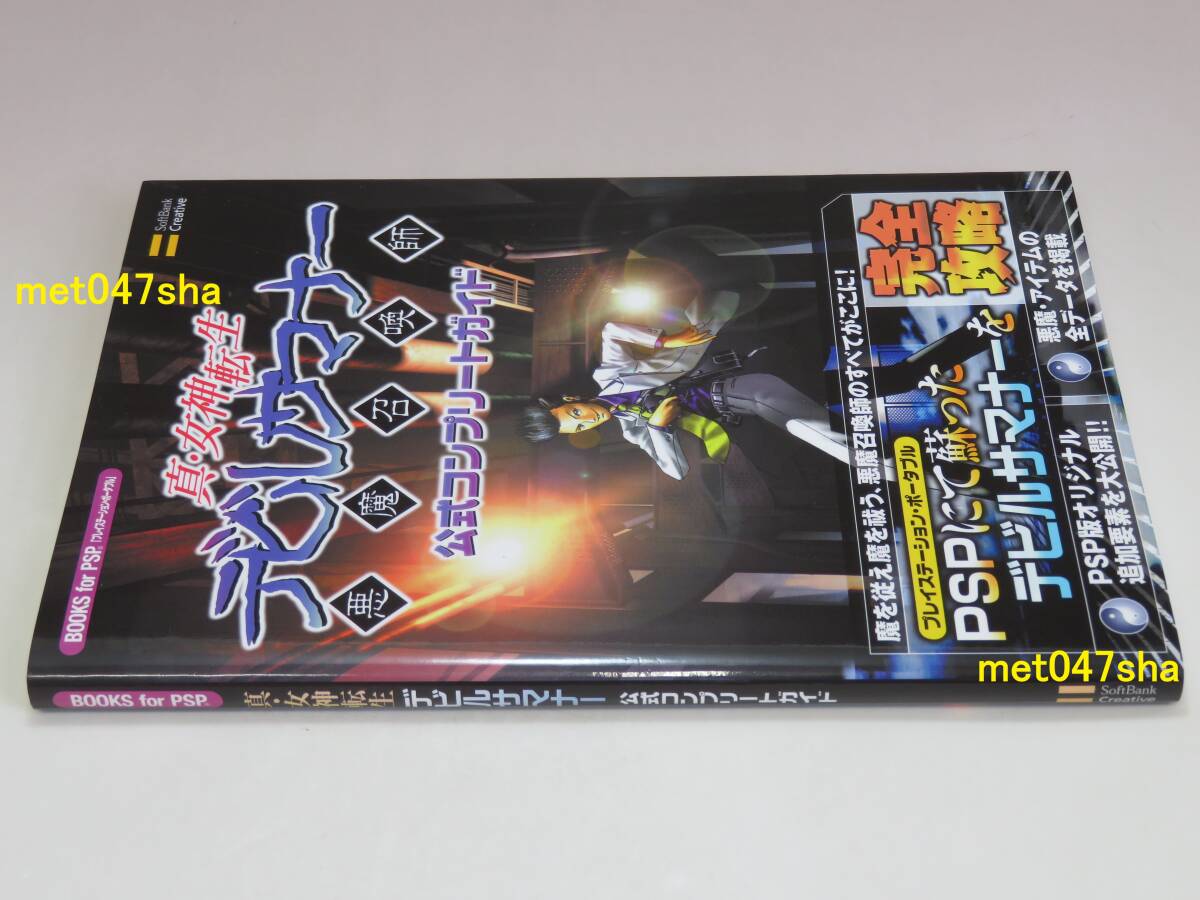 BOOKS for PSP「プレイステーション・ポータブル」
SoftBank
Creative
真・女神転生
デビルサマナー
悪魔召喚師
公式コンプリートガイド
魔を従え魔を祓う、悪魔召喚師のすべてがここに!
プレイステーション・ポータブル
PSPにて蘇った
デビルサマナーを
完全
攻略
PSP版オリジナル
追加要素を大公開!!
悪魔・アイテムの
全データを掲載
BOOKS for PSP
真・女神転生 デビルサマナー 公式コンプリートガイド
SoftBank
Creative
met047sha
met047sha